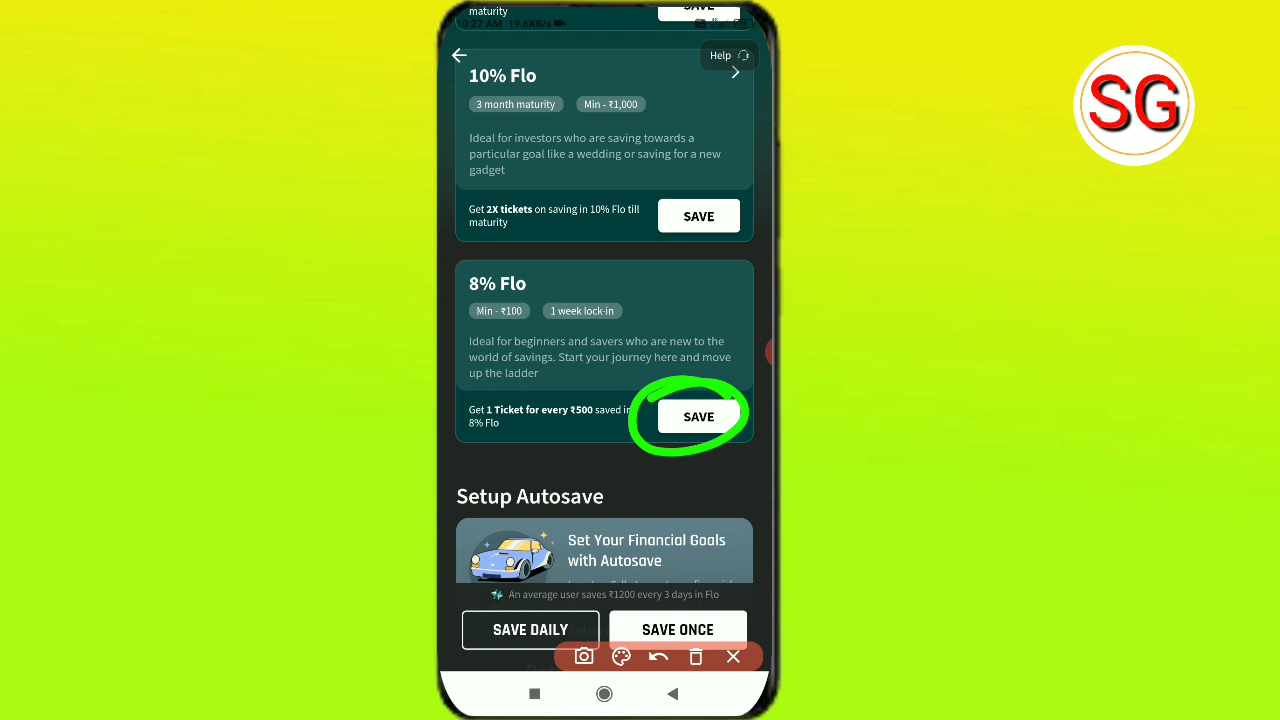 maturity
SAVE
10:27 AM 19.6KB/s
Help
10% Flo
3 month maturity Min - ₹1,000
Ideal for investors who are saving towards a
particular goal like a wedding or saving for a new
gadget
Get 2X tickets on saving in 10% Flo till
maturity
SAVE
8% Flo
Min - ₹100 1 week lock-in
Ideal for beginners and savers who are new to the
world of savings. Start your journey here and move
up the ladder
Get 1 Ticket for every ₹500 saved in
8% Flo
SAVE
Setup Autosave
Set Your Financial Goals
with Autosave
An average user saves ₹1200 every 3 days in Flo
SAVE DAILY SAVE ONCE
SG